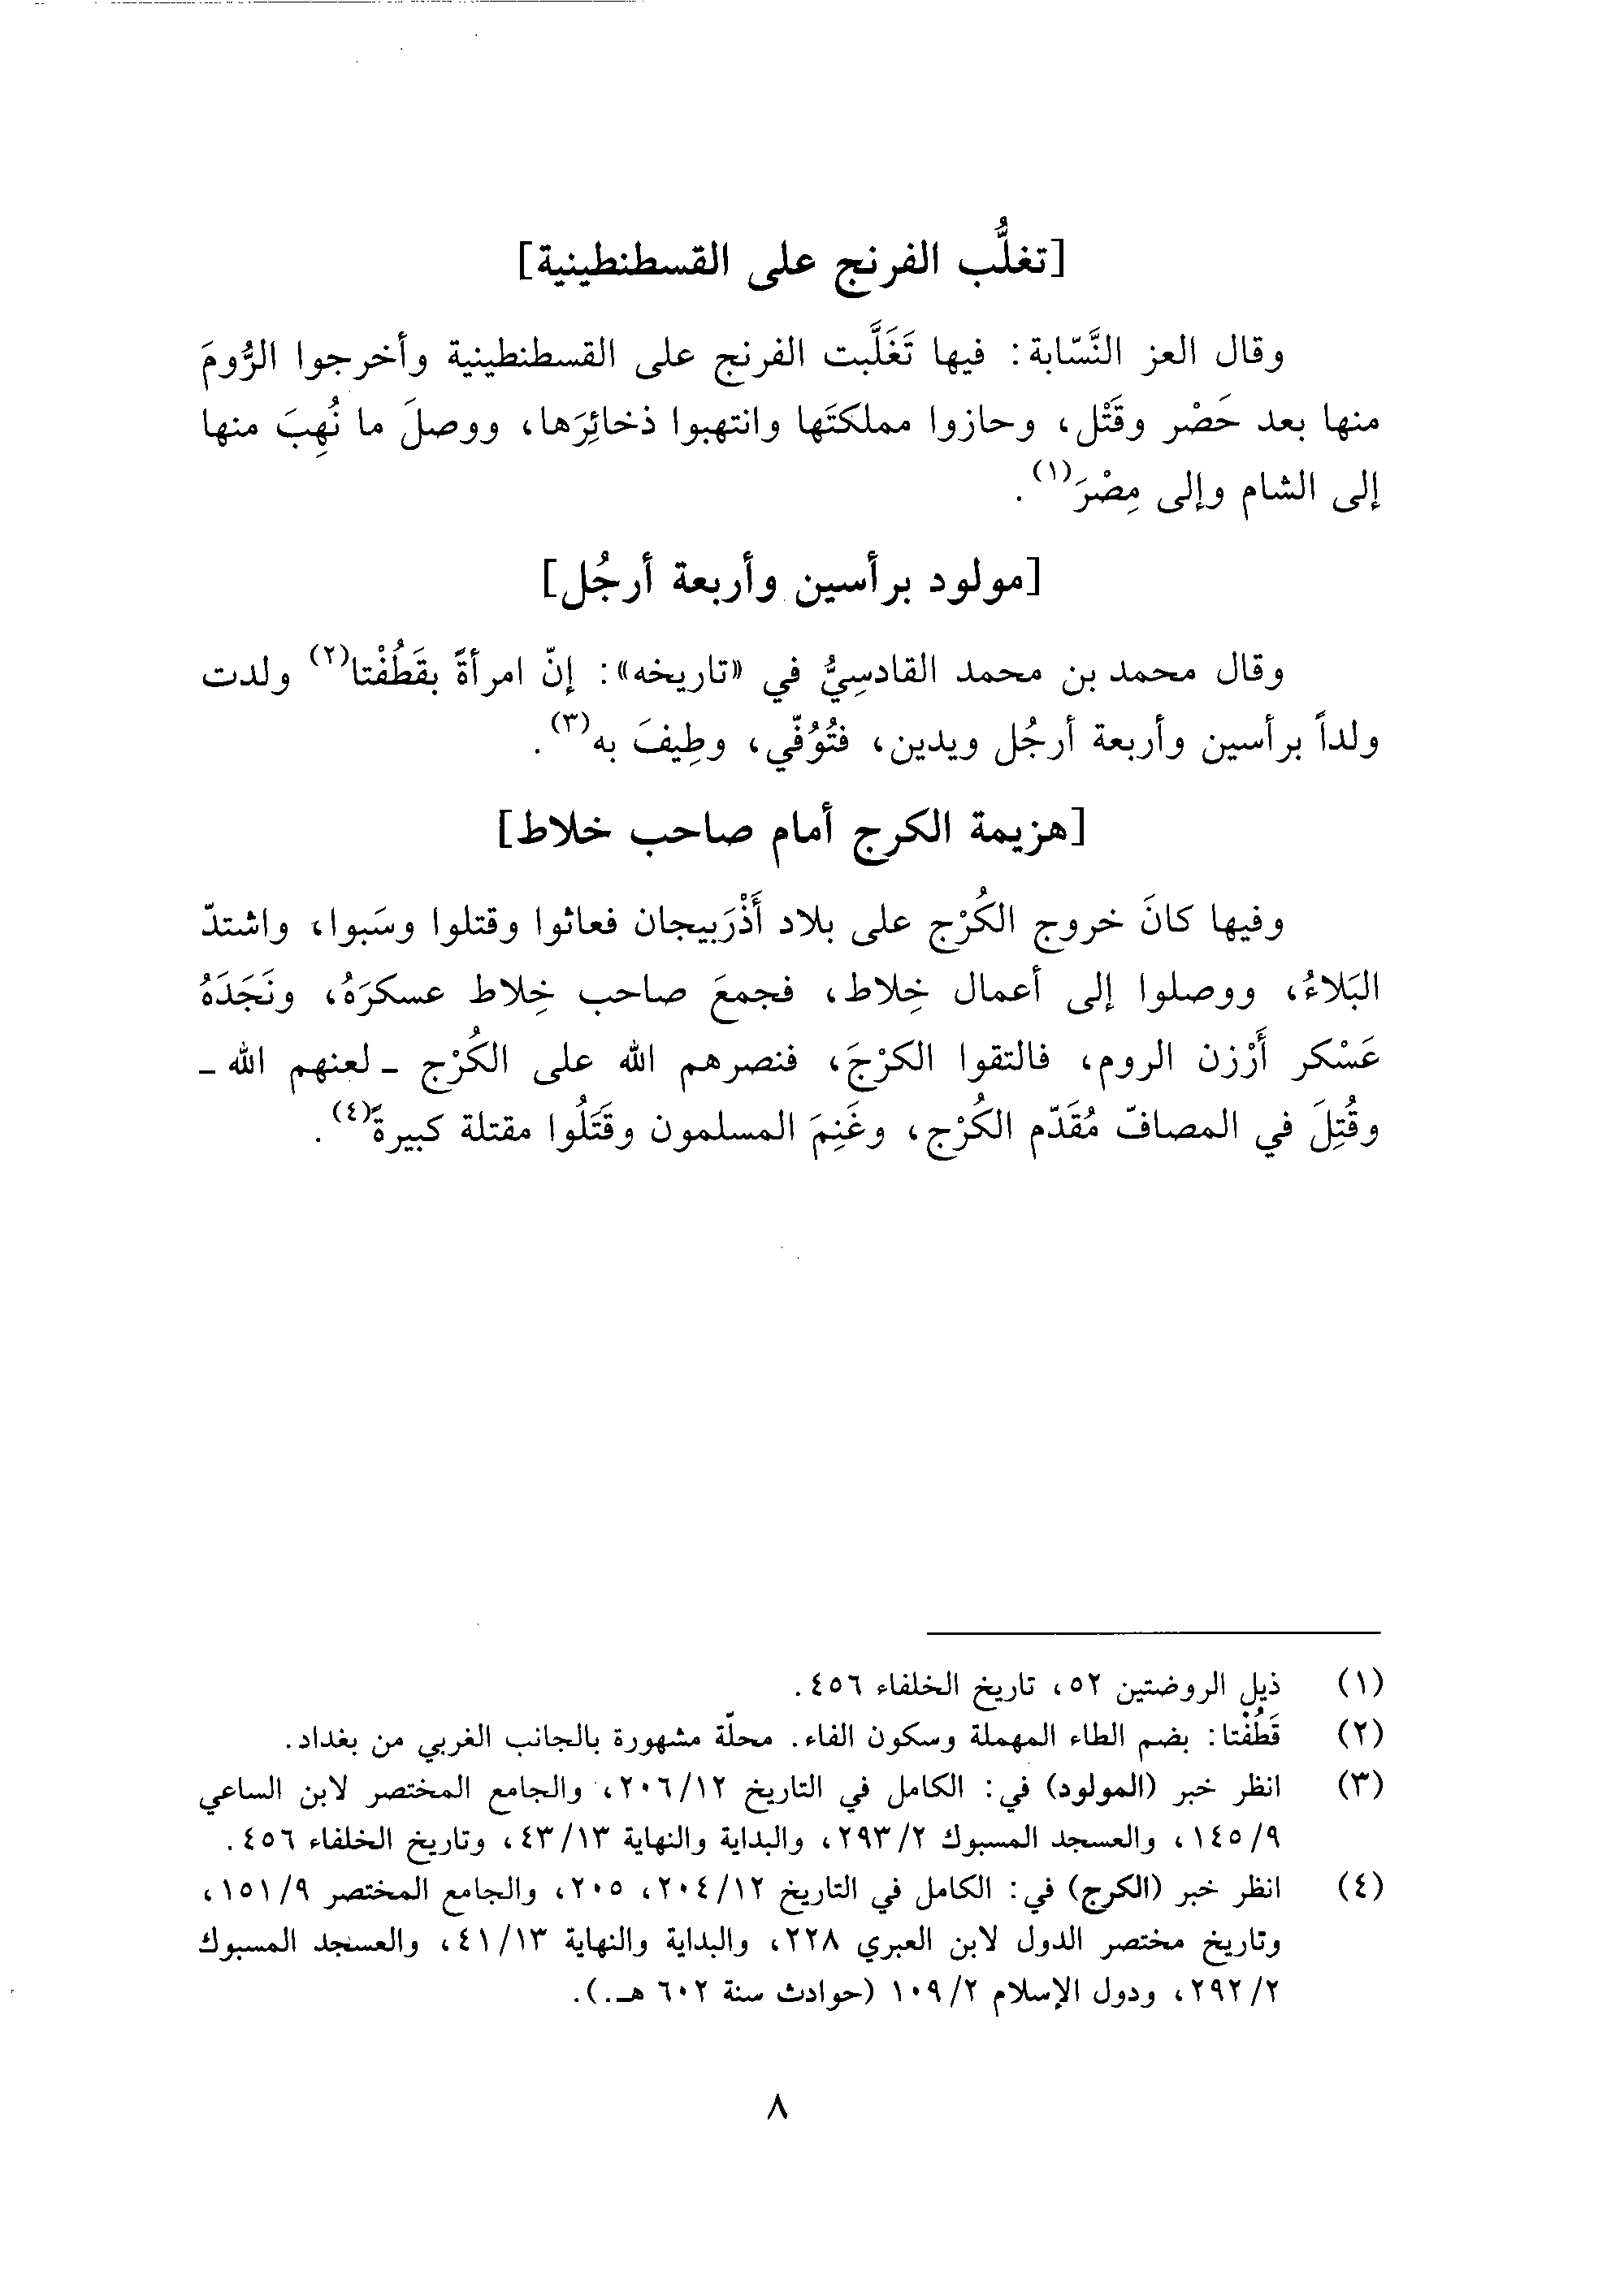 [تغلُّب الفرنج على القسطنطينية]
وقال العز النَّسّابة: فيها تَغَلَّبت الفرنج على القسطنطينية وأخرجوا الرُّومَ
منها بعد حَصْر وقَتْل، وحازوا مملكتَها وانتهبوا ذخائِرَها، ووصلَ ما نُهِبَ منها
إلى الشام وإلى مِصْرَ(١).
[مولود برأسين وأربعة أرجُل]
وقال محمد بن محمد القادسِيُّ في «تاريخه»: إنّ امرأةً بقَطُفْتا(٢) ولدت
ولداً برأسين وأربعة أرجُل ويدين، فتُوُفّي، وطِيفَ به(٣).
[هزيمة الكرج أمام صاحب خلاط]
وفيها كانَ خروج الكُرْج على بلاد أَذْرَبيجان فعاثوا وقتلوا وسَبوا، واشتدّ
البَلاءُ، ووصلوا إلى أعمال خِلاط، فجمعَ صاحب خِلاط عسكرَهُ، ونَجَدَهُ
عَسْكر أَرْزن الروم، فالتقوا الكرْجَ، فنصرهم الله على الكُرْج ـ لعنهم الله ـ
وقُتِلَ في المصافّ مُقَدّم الكُرْج، وغَنِمَ المسلمون وقَتَلُوا مقتلة كبيرةً(٤).
(١) ذيل الروضتين ٥٢، تاريخ الخلفاء ٤٥٦.
(٢) قَطُفْتا: بضم الطاء المهملة وسكون الفاء. محلّة مشهورة بالجانب الغربي من بغداد.
(٣) انظر خبر (المولود) في: الكامل في التاريخ ٢٠٦/١٢، والجامع المختصر لابن الساعي
١٤٥/٩، والعسجد المسبوك ٢٩٣/٢، والبداية والنهاية ٤٣/١٣، وتاريخ الخلفاء ٤٥٦.
(٤) انظر خبر (الكرج) في: الكامل في التاريخ ٢٠٤/١٢، ٢٠٥، والجامع المختصر ١٥١/٩،
وتاريخ مختصر الدول لابن العبري ٢٢٨، والبداية والنهاية ٤١/١٣، والعسجد المسبوك
٢٩٢/٢، ودول الإسلام ١٠٩/٢ (حوادث سنة ٦٠٢ هـ.).
٨